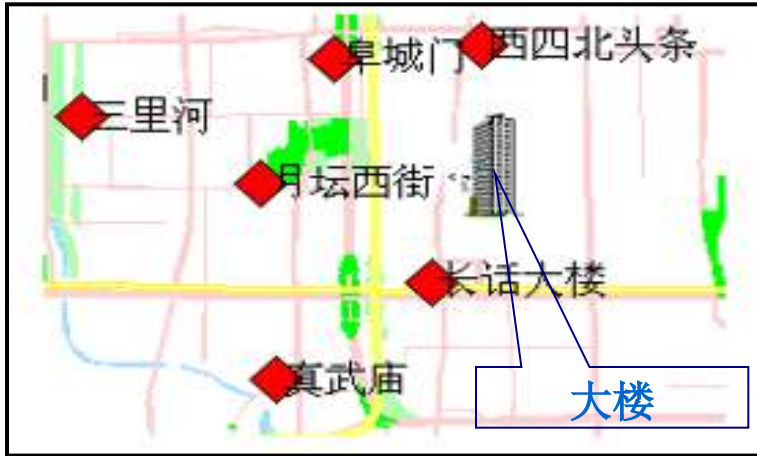 阜城门
西四北头条
三里河
月坛西街
长话大楼
真武庙
大楼